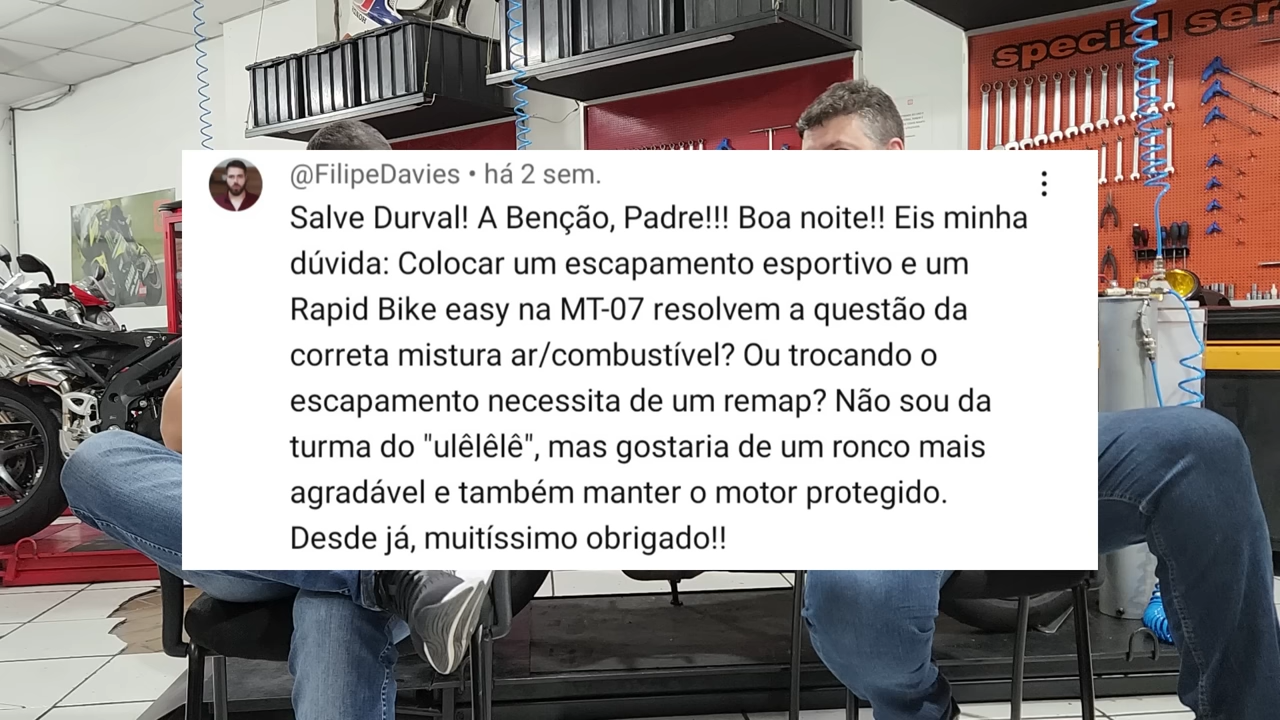 special ser
@FilipeDavies • há 2 sem.
Salve Durval! A Benção, Padre!!! Boa noite!! Eis minha
dúvida: Colocar um escapamento esportivo e um
Rapid Bike easy na MT-07 resolvem a questão da
correta mistura ar/combustível? Ou trocando o
escapamento necessita de um remap? Não sou da
turma do "ulêlêlê", mas gostaria de um ronco mais
agradável e também manter o motor protegido.
Desde já, muitíssimo obrigado!!